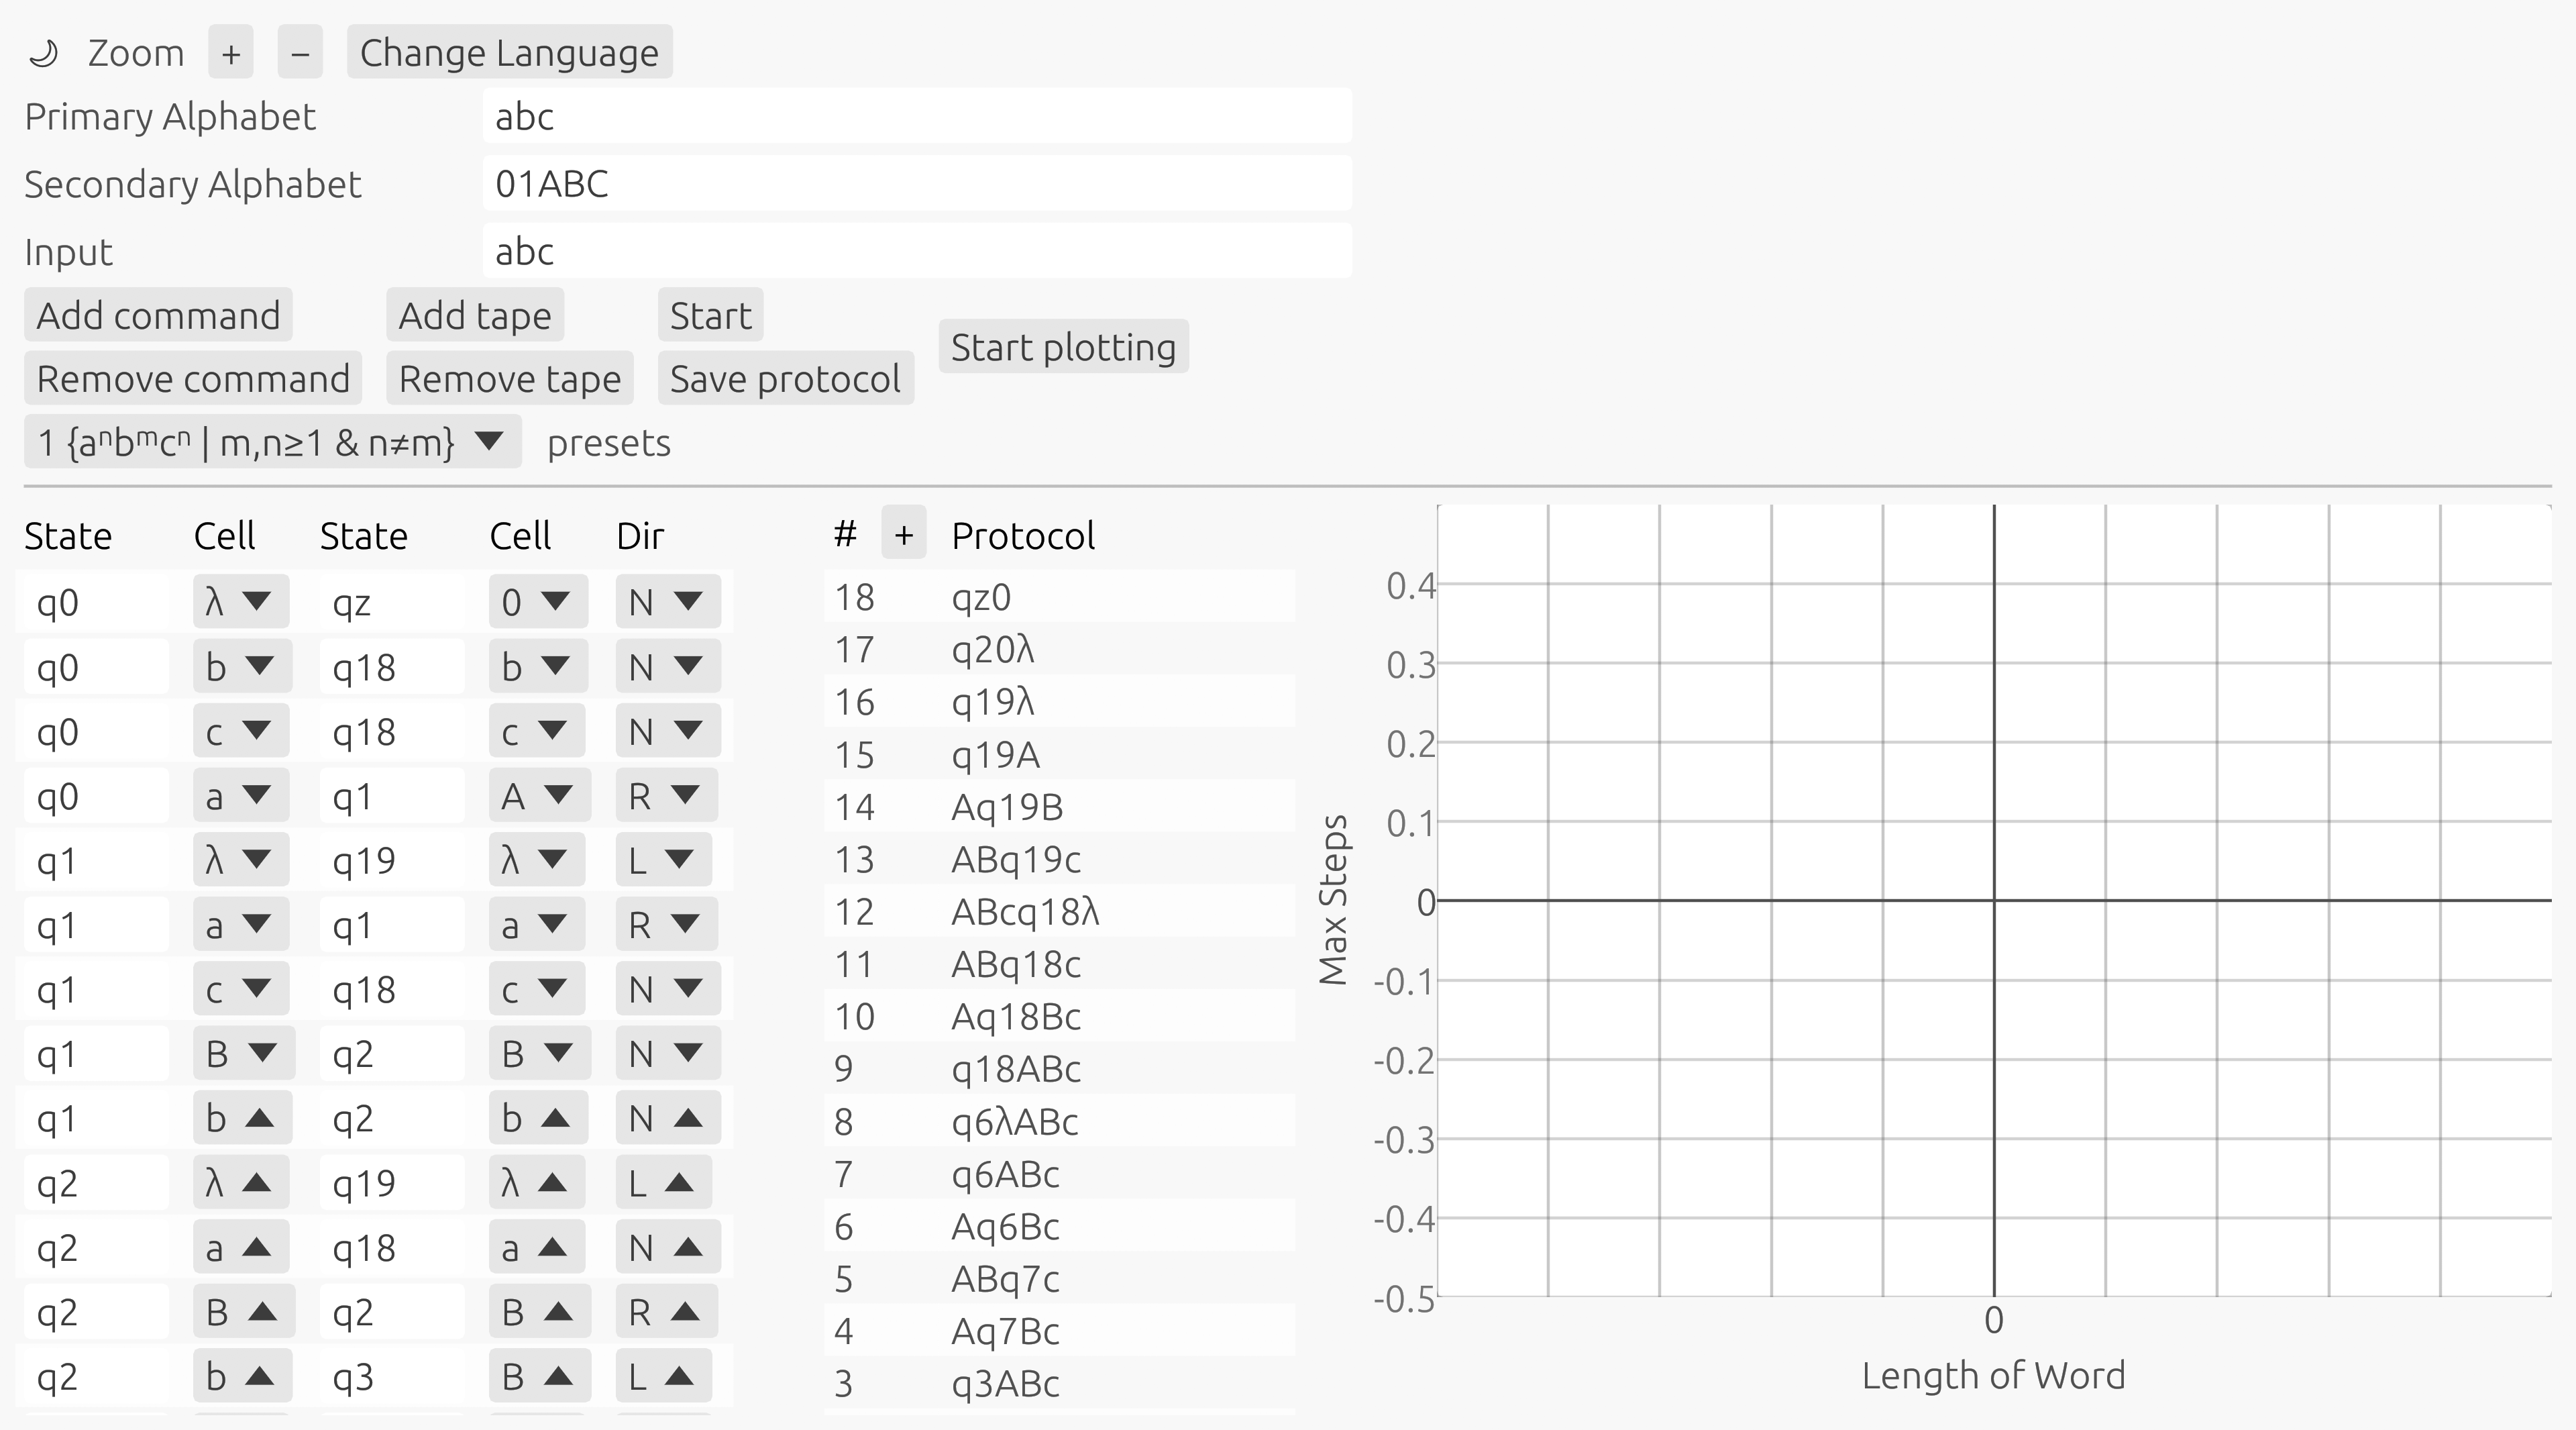 🌙 Zoom + − Change Language
Primary Alphabet abc
Secondary Alphabet 01ABC
Input abc
Add command Add tape Start
Start plotting
Remove command Remove tape Save protocol
1 {aⁿbᵐcⁿ | m,n≥1 & n≠m} ▼ presets
State Cell State Cell Dir
q0 λ ▼ qz 0 ▼ N ▼
q0 b ▼ q18 b ▼ N ▼
q0 c ▼ q18 c ▼ N ▼
q0 a ▼ q1 A ▼ R ▼
q1 λ ▼ q19 λ ▼ L ▼
q1 a ▼ q1 a ▼ R ▼
q1 c ▼ q18 c ▼ N ▼
q1 B ▼ q2 B ▼ N ▼
q1 b ▲ q2 b ▲ N ▲
q2 λ ▲ q19 λ ▲ L ▲
q2 a ▲ q18 a ▲ N ▲
q2 B ▲ q2 B ▲ R ▲
q2 b ▲ q3 B ▲ L ▲
# + Protocol
18 qz0
17 q20λ
16 q19λ
15 q19A
14 Aq19B
13 ABq19c
12 ABcq18λ
11 ABq18c
10 Aq18Bc
9 q18ABc
8 q6λABc
7 q6ABc
6 Aq6Bc
5 ABq7c
4 Aq7Bc
3 q3ABc
Max Steps
0.4
0.3
0.2
0.1
0
-0.1
-0.2
-0.3
-0.4
-0.5
0
Length of Word